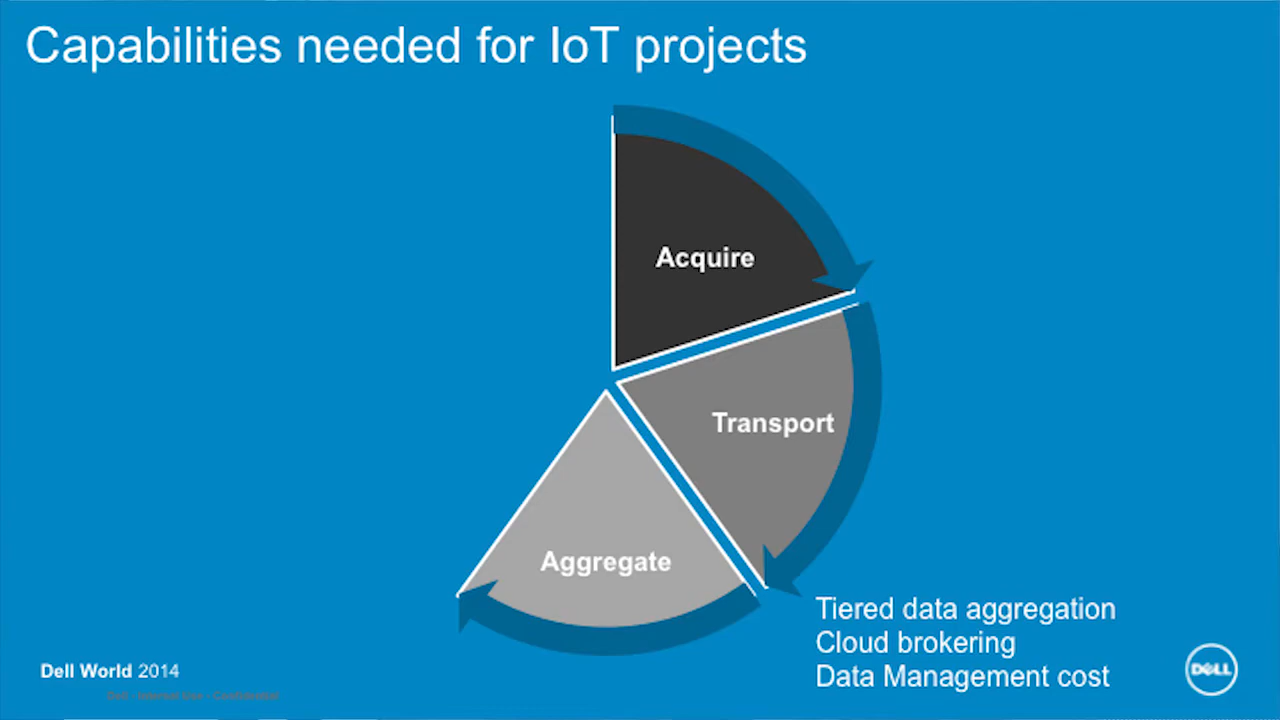 Capabilities needed for IoT projects
Acquire
Transport
Aggregate
Tiered data aggregation
Cloud brokering
Data Management cost
Dell World 2014
DELL